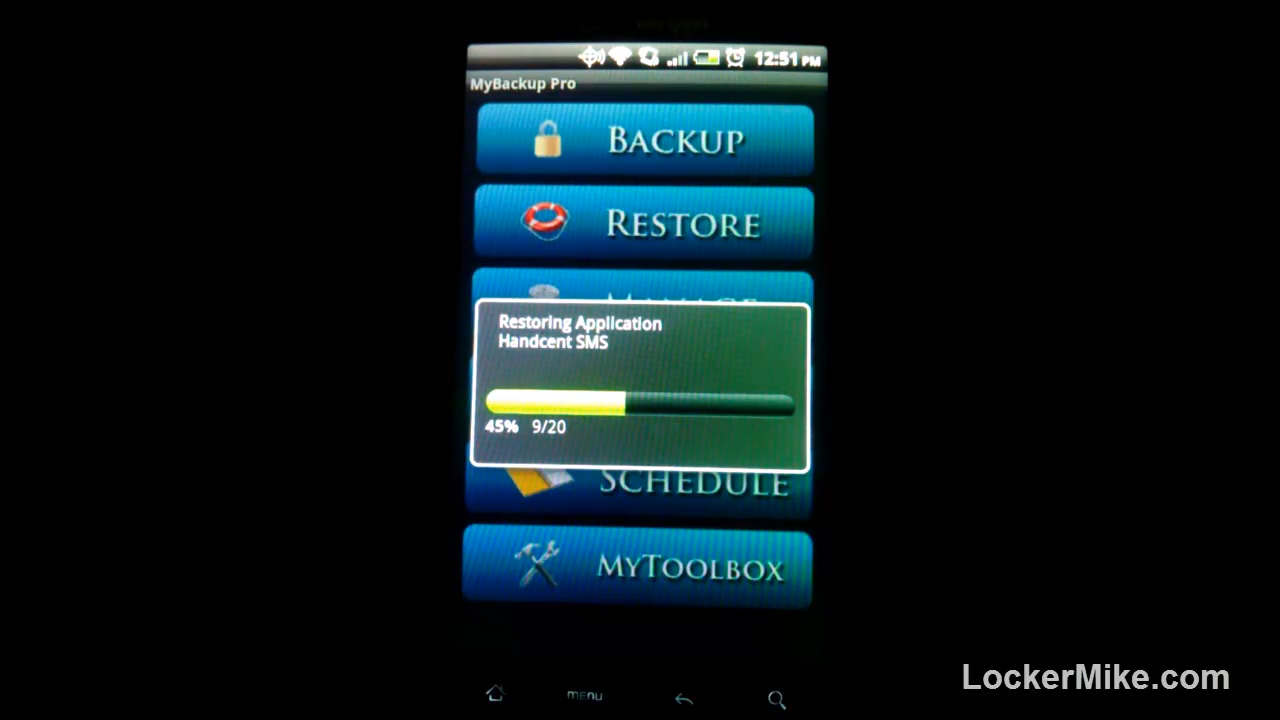 12:51 PM
MyBackup Pro
BACKUP
RESTORE
MANAGE
Restoring Application
Handcent SMS
45% 9/20
SCHEDULE
MYTOOLBOX
menu
LockerMike.com